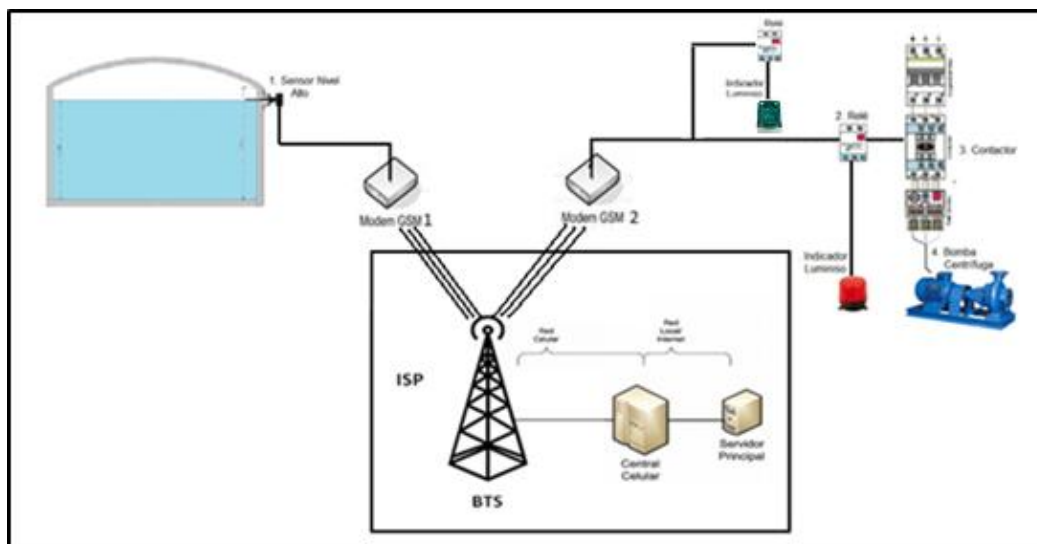 1. Sensor Nivel
Alto
Modem GSM 1
Modem GSM 2
Relé
Indicador
Luminoso
2. Relé
3. Contactor
4. Bomba
Centrífuga
Indicador
Luminoso
ISP
BTS
Red
Celular
Red
Local
Internet
Central
Celular
Servidor
Principal